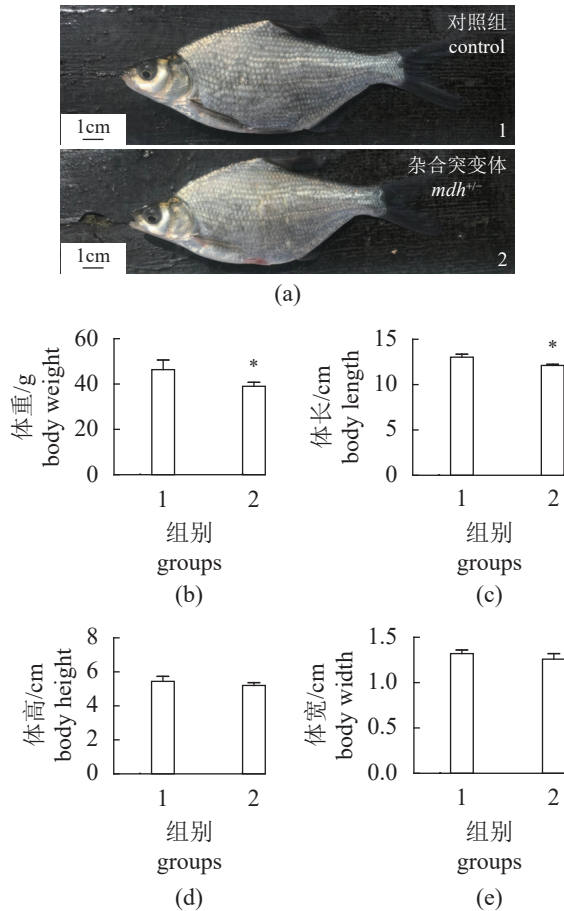 对照组
control
1cm
1
杂合突变体
mdh+/−
1cm
2
(a)
60
40
20
0
体重/g
body weight
*
1 2
组别
groups
(b)
15
10
5
0
体长/cm
body length
*
1 2
组别
groups
(c)
8
6
4
2
0
体高/cm
body height
1 2
组别
groups
(d)
1.5
1.0
0.5
0.0
体宽/cm
body width
1 2
组别
groups
(e)